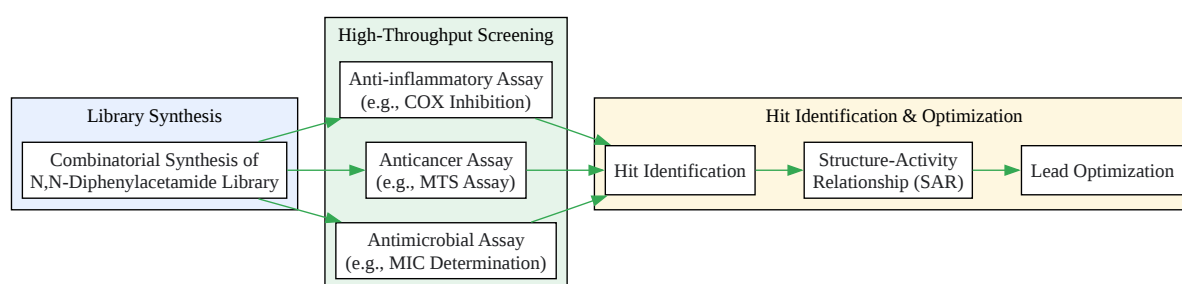 Library Synthesis
Combinatorial Synthesis of
N,N-Diphenylacetamide Library
High-Throughput Screening
Anti-inflammatory Assay
(e.g., COX Inhibition)
Anticancer Assay
(e.g., MTS Assay)
Antimicrobial Assay
(e.g., MIC Determination)
Hit Identification & Optimization
Hit Identification
Structure-Activity
Relationship (SAR)
Lead Optimization